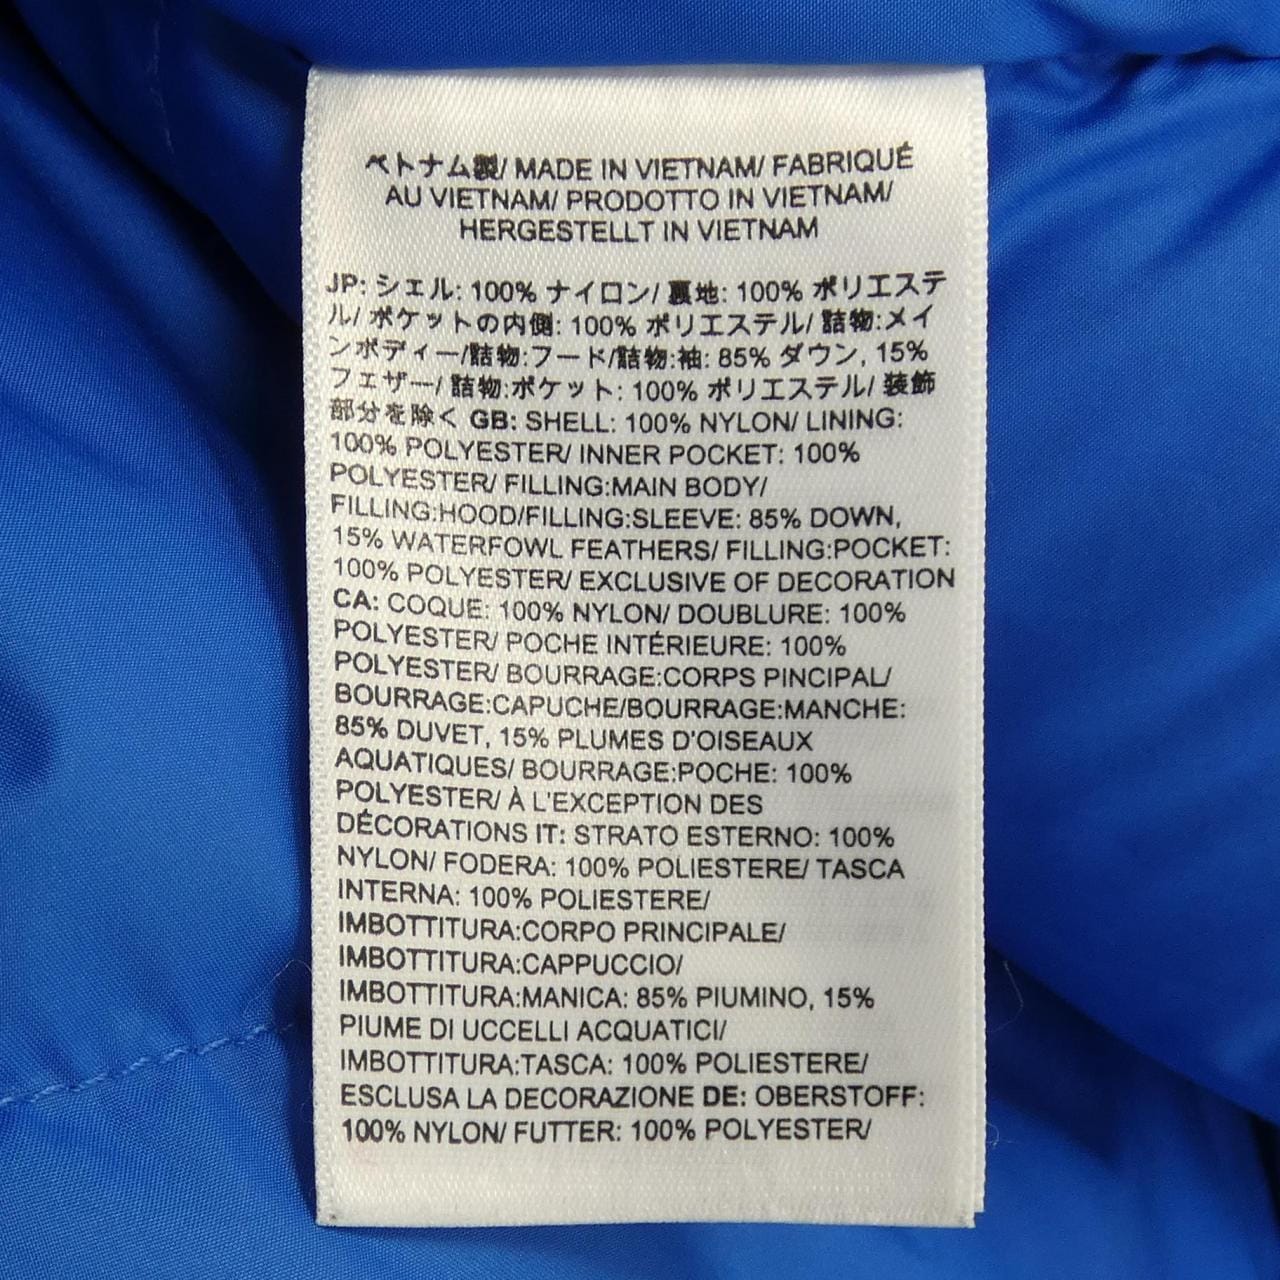 ベトナム製/ MADE IN VIETNAM/ FABRIQUÉ
AU VIETNAM/ PRODOTTO IN VIETNAM/
HERGESTELLT IN VIETNAM
JP: シェル: 100% ナイロン/ 裏地: 100% ポリエステ
ル/ ポケットの内側: 100% ポリエステル/ 詰物:メイ
ンボディー/詰物:フード/詰物:袖: 85% ダウン, 15%
フェザー/ 詰物:ポケット: 100% ポリエステル/ 装飾
部分を除く GB: SHELL: 100% NYLON/ LINING:
100% POLYESTER/ INNER POCKET: 100%
POLYESTER/ FILLING:MAIN BODY/
FILLING:HOOD/FILLING:SLEEVE: 85% DOWN,
15% WATERFOWL FEATHERS/ FILLING:POCKET:
100% POLYESTER/ EXCLUSIVE OF DECORATION
CA: COQUE: 100% NYLON/ DOUBLURE: 100%
POLYESTER/ POCHE INTÉRIEURE: 100%
POLYESTER/ BOURRAGE:CORPS PINCIPAL/
BOURRAGE:CAPUCHE/BOURRAGE:MANCHE:
85% DUVET, 15% PLUMES D'OISEAUX
AQUATIQUES/ BOURRAGE:POCHE: 100%
POLYESTER/ À L'EXCEPTION DES
DÉCORATIONS IT: STRATO ESTERNO: 100%
NYLON/ FODERA: 100% POLIESTERE/ TASCA
INTERNA: 100% POLIESTERE/
IMBOTTITURA:CORPO PRINCIPALE/
IMBOTTITURA:CAPPUCCIO/
IMBOTTITURA:MANICA: 85% PIUMINO, 15%
PIUME DI UCCELLI ACQUATICI/
IMBOTTITURA:TASCA: 100% POLIESTERE/
ESCLUSA LA DECORAZIONE DE: OBERSTOFF:
100% NYLON/ FUTTER: 100% POLYESTER/